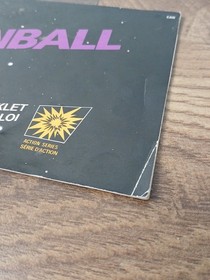 NBALL
KLET
LOI
ACTION SERIES
SÉRIE D'ACTION